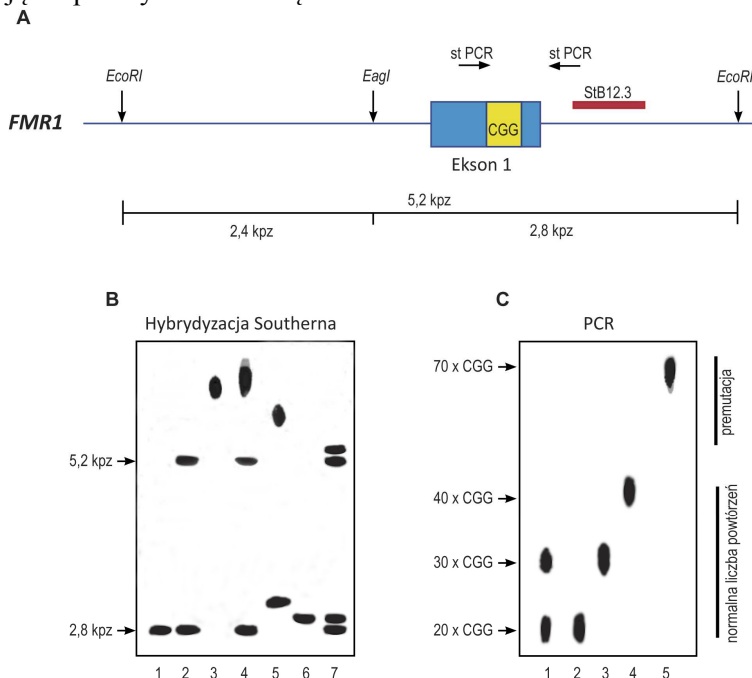 A
st PCR st PCR
EcoRI EagI StB12.3 EcoRI
FMR1
CGG
Ekson 1
5,2 kpz
2,4 kpz 2,8 kpz
B
Hybrydyzacja Southerna
5,2 kpz
2,8 kpz
1 2 3 4 5 6 7
C
PCR
70 x CGG
40 x CGG
30 x CGG
20 x CGG
premutacja
normalna liczba powtórzeń
1 2 3 4 5